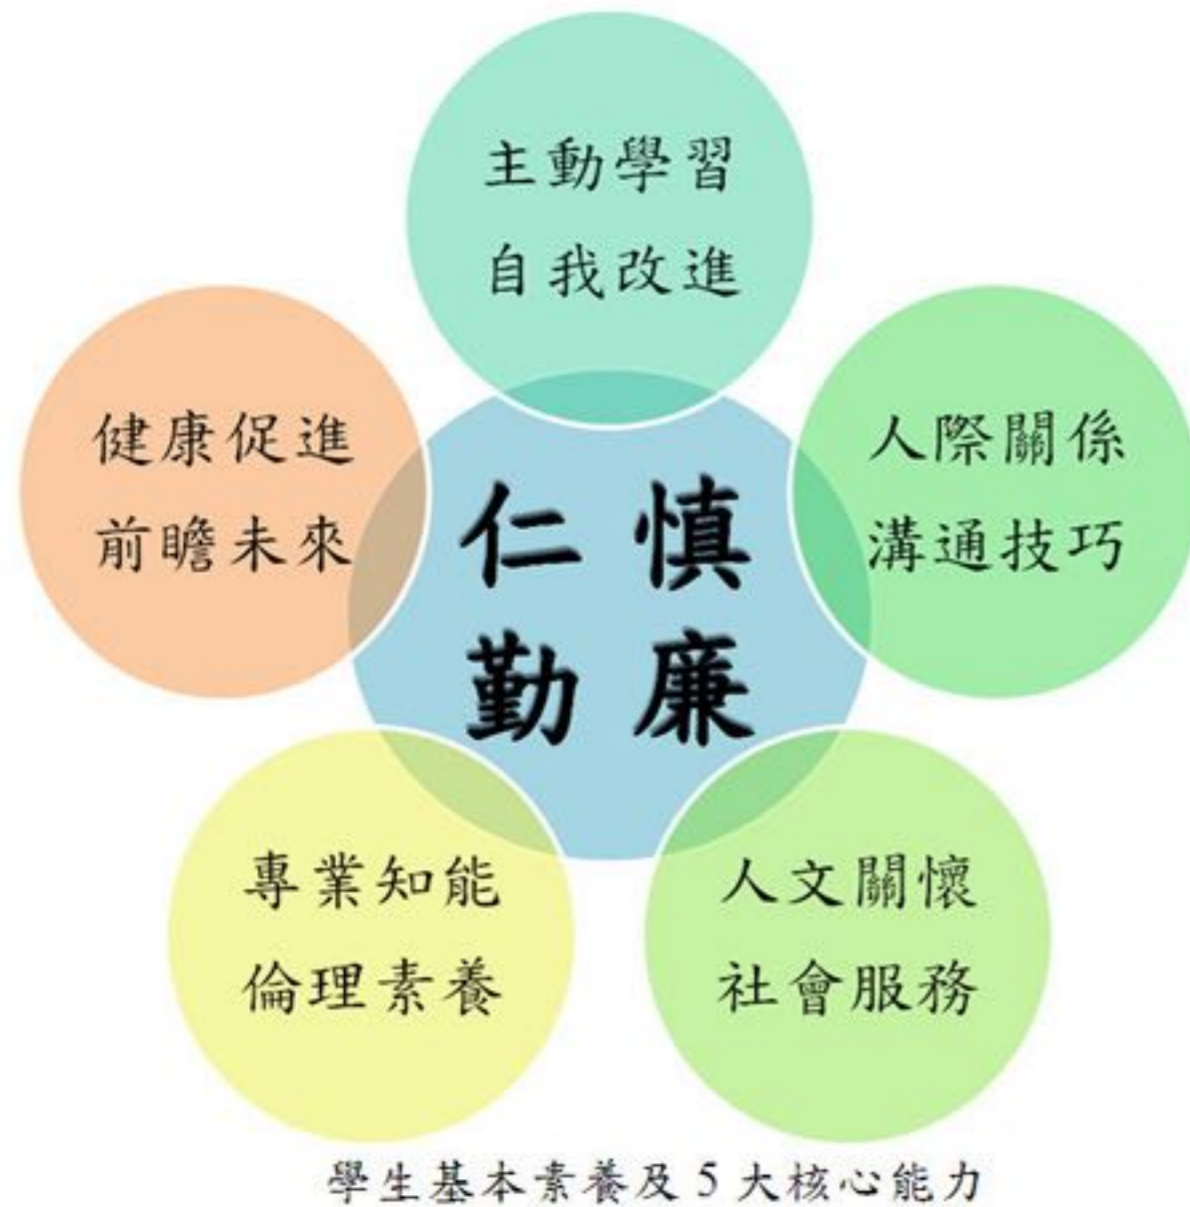 主動學習
自我改進
健康促進
前瞻未來
人際關係
溝通技巧
仁慎
勤廉
專業知能
倫理素養
人文關懷
社會服務
學生基本素養及5大核心能力